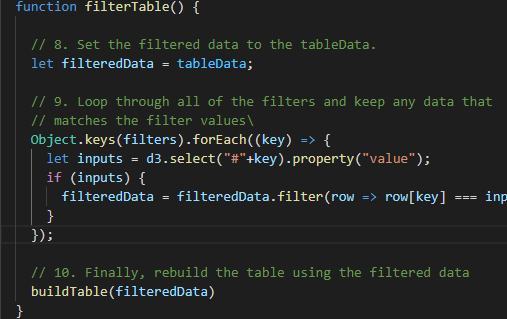 function filterTable() {
// 8. Set the filtered data to the tableData.
let filteredData = tableData;
// 9. Loop through all of the filters and keep any data that
// matches the filter values\
Object.keys(filters).forEach((key) => {
let inputs = d3.select("#"+key).property("value");
if (inputs) {
filteredData = filteredData.filter(row => row[key] === inp
}
});
// 10. Finally, rebuild the table using the filtered data
buildTable(filteredData)
}